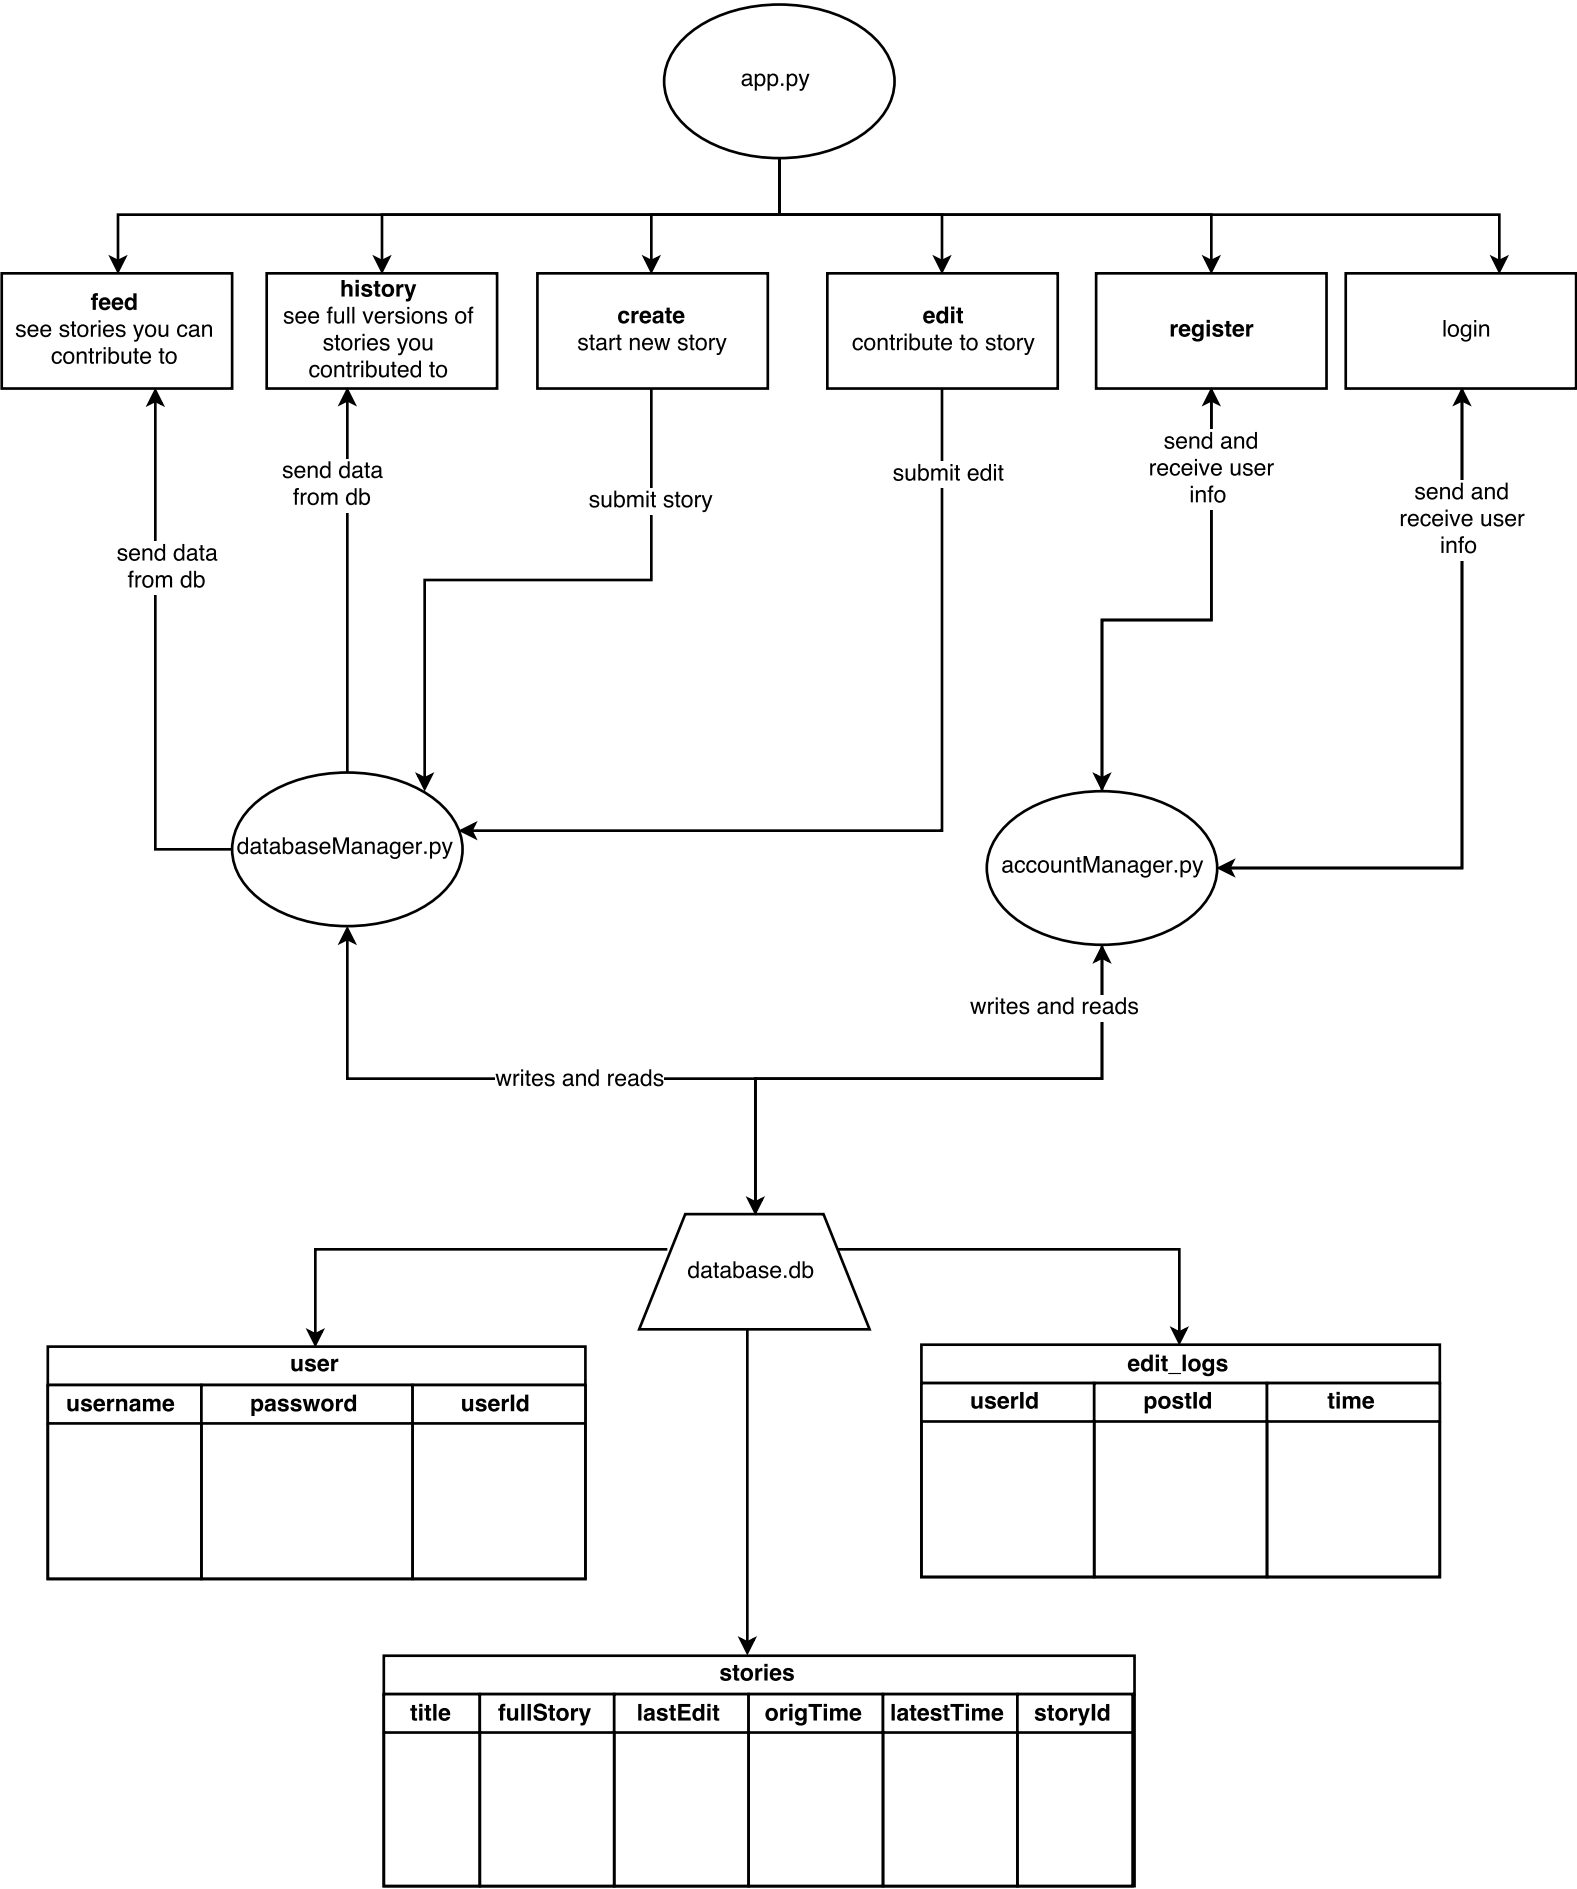 app.py
feed
see stories you can
contribute to
history
see full versions of
stories you
contributed to
create
start new story
edit
contribute to story
register
login
send data
from db
send data
from db
submit story
submit edit
send and
receive user
info
send and
receive user
info
databaseManager.py
accountManager.py
writes and reads
writes and reads
database.db
user
username password userId
edit_logs
userId postId time
stories
title fullStory lastEdit origTime latestTime storyId